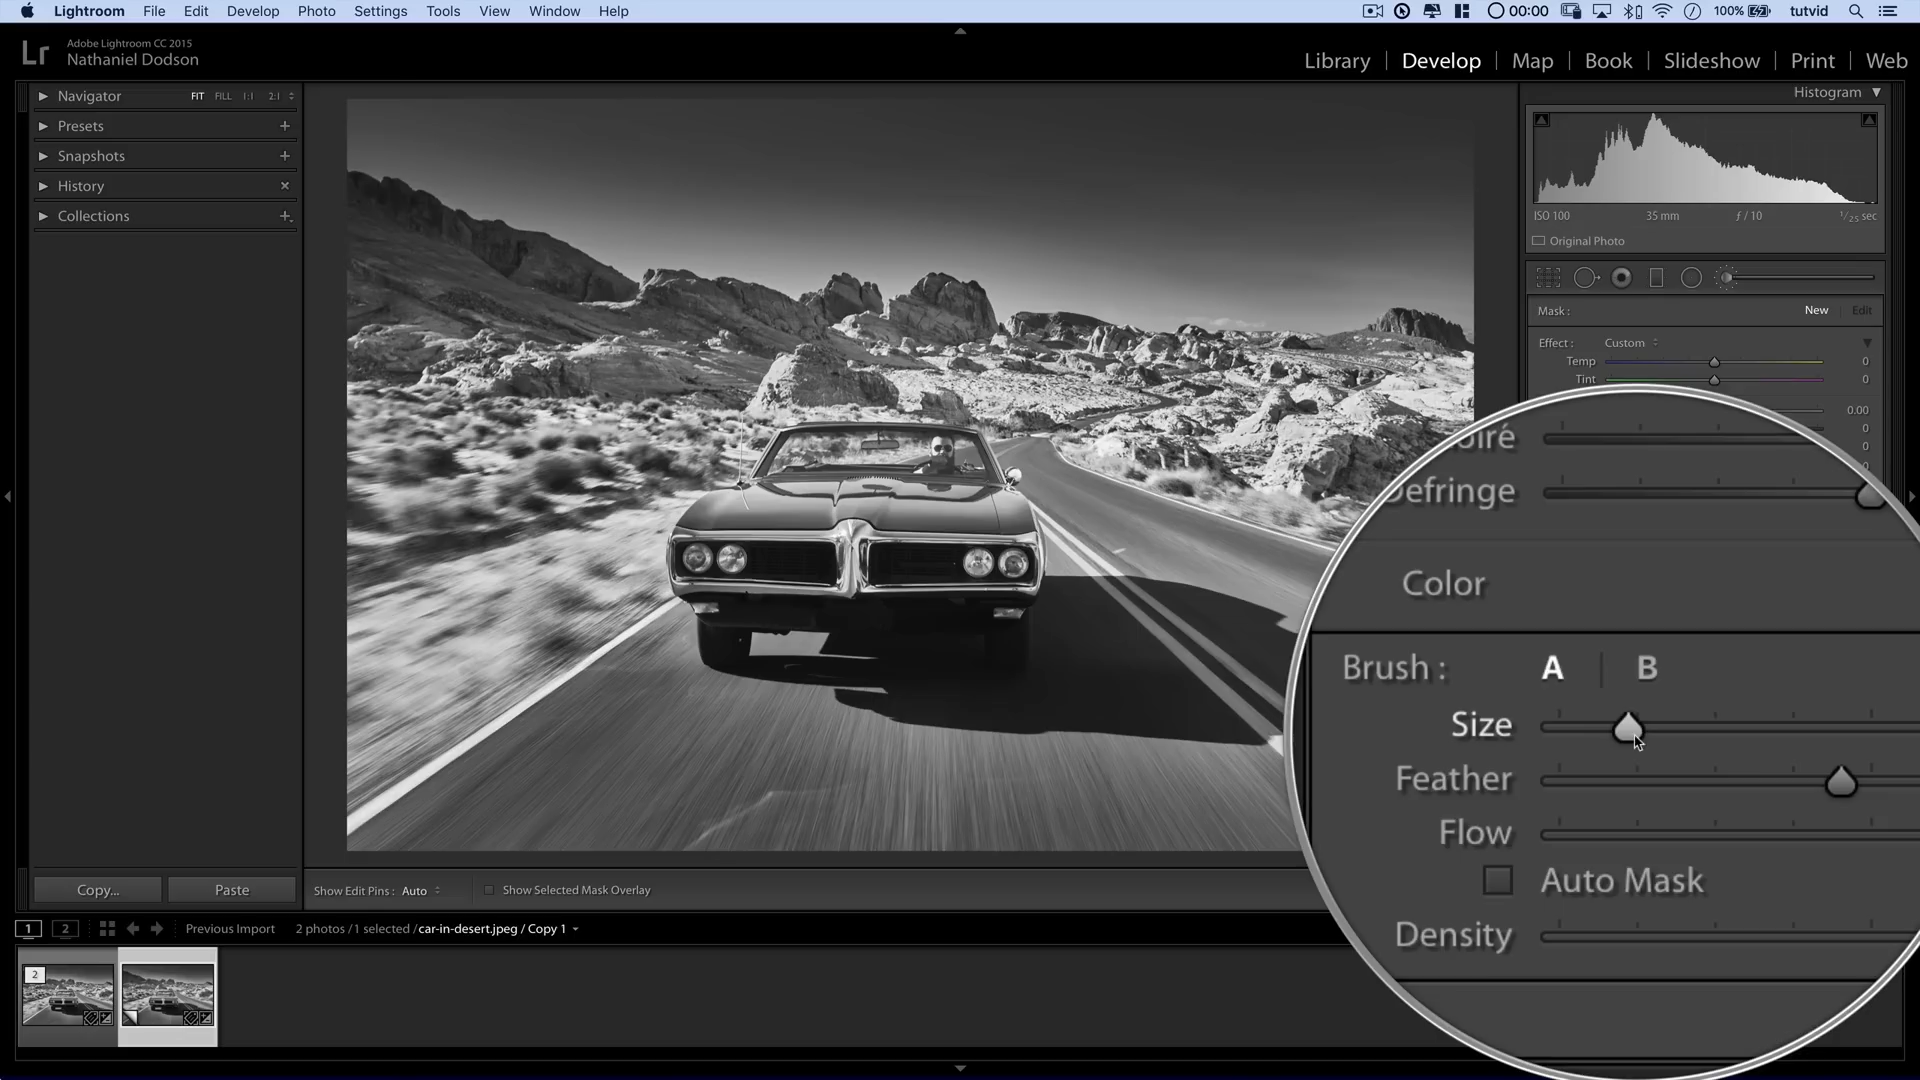 Lightroom File Edit Develop Photo Settings Tools View Window Help 00:00 100% tutvid
Lr Adobe Lightroom CC 2015
Nathaniel Dodson
Library | Develop | Map | Book | Slideshow | Print | Web
Navigator FIT FILL 1:1 2:1
Presets
Snapshots
History
Collections
Histogram
ISO 100 35 mm ƒ / 10 1/25 sec
Original Photo
Mask : New Edit
Effect : Custom
Temp 0
Tint 0
0.00
0
0
Defringe
Color
Brush : A B
Size
Feather
Flow
Auto Mask
Density
Copy... Paste
Show Edit Pins : Auto Show Selected Mask Overlay
1 2 Previous Import 2 photos /1 selected /car-in-desert.jpeg / Copy 1
2